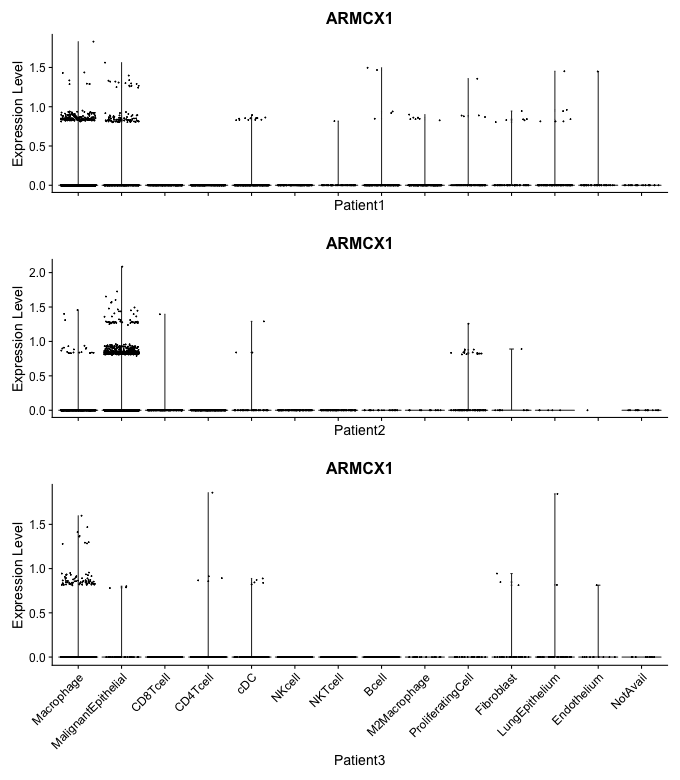 ARMCX1
Expression Level
1.5
1.0
0.5
0.0
Patient1
ARMCX1
Expression Level
2.0
1.5
1.0
0.5
0.0
Patient2
ARMCX1
Expression Level
1.5
1.0
0.5
0.0
Macrophage
MalignantEpithelial
CD8Tcell
CD4Tcell
cDC
NKcell
NKTcell
Bcell
M2Macrophage
ProliferatingCell
Fibroblast
LungEpithelium
Endothelium
NotAvail
Patient3